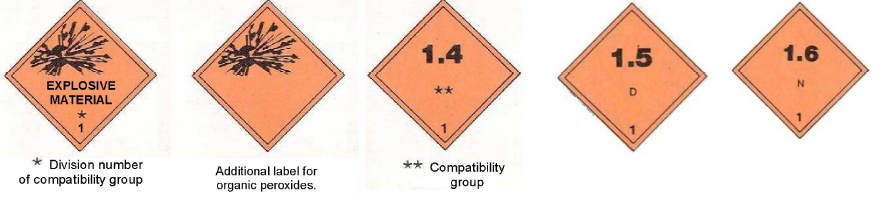 EXPLOSIVE
MATERIAL
*
1
* Division number
of compatibility group
Additional label for
organic peroxides.
1.4
**
1
** Compatibility
group
1.5
D
1
1.6
N
1